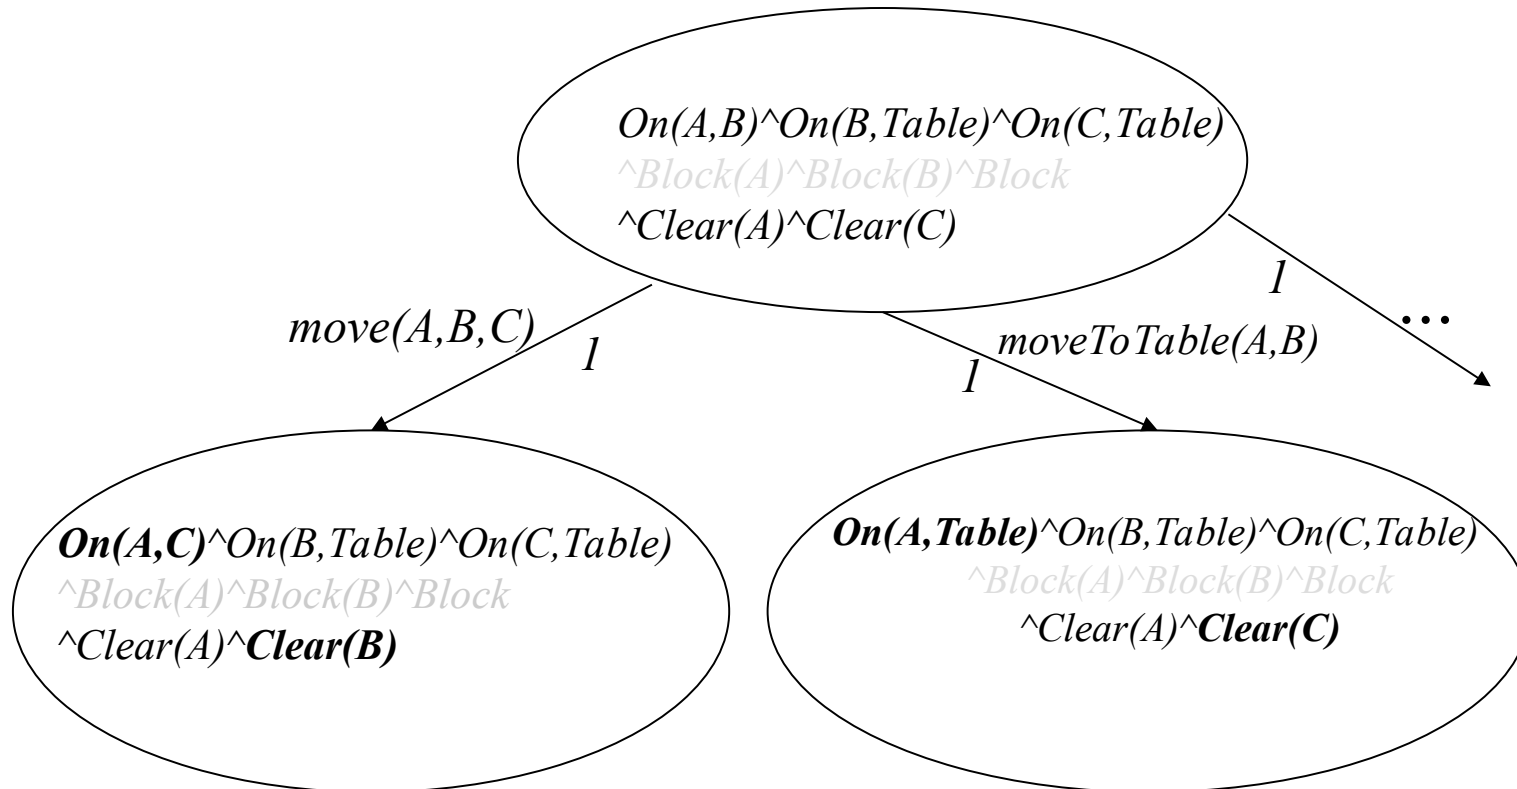 On(A,B)^On(B,Table)^On(C,Table)
^Block(A)^Block(B)^Block
^Clear(A)^Clear(C)
move(A,B,C)
1
moveToTable(A,B)
1
1
...
On(A,C)^On(B,Table)^On(C,Table)
^Block(A)^Block(B)^Block
^Clear(A)^Clear(B)
On(A,Table)^On(B,Table)^On(C,Table)
^Block(A)^Block(B)^Block
^Clear(A)^Clear(C)